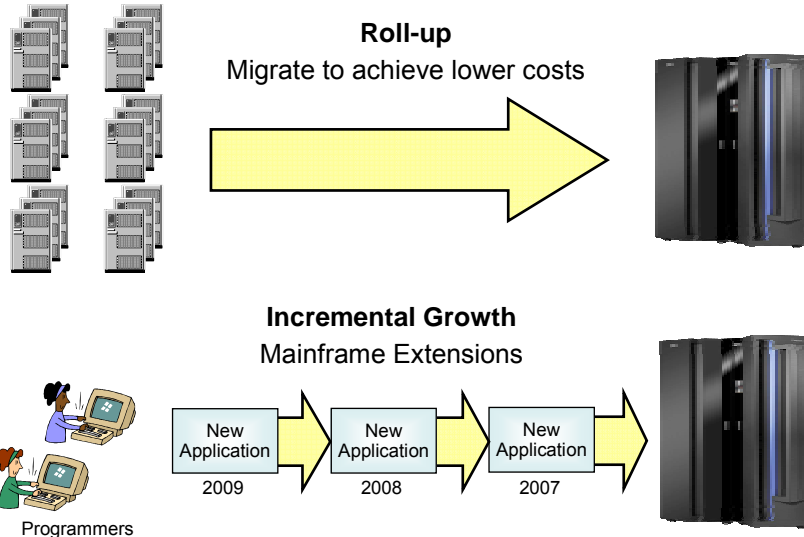 Roll-up
Migrate to achieve lower costs
Incremental Growth
Mainframe Extensions
New
Application
New
Application
New
Application
2009
2008
2007
Programmers